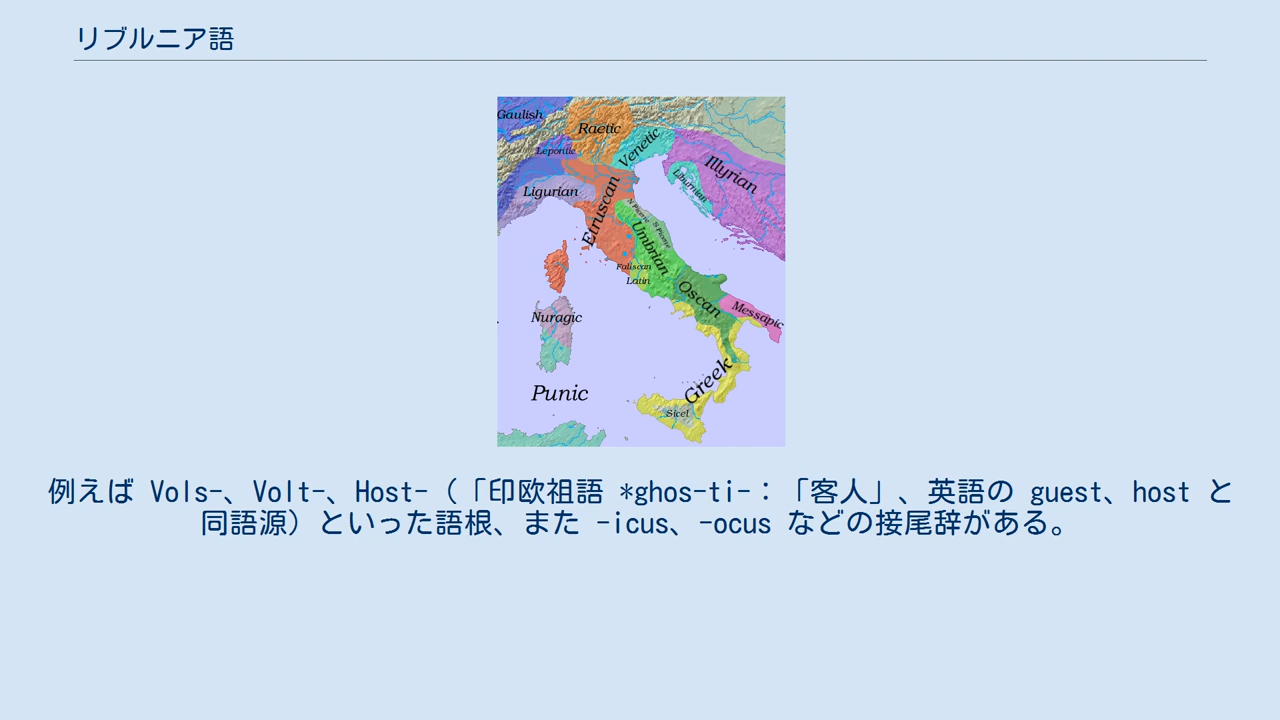 リブルニア語
Gaulish
Raetic
Lepontic
Venetic
Illyrian
Liburnian
Ligurian
Etruscan
N Picene
S Picene
Umbrian
Faliscan
Latin
Oscan
Messapic
Nuragic
Greek
Punic
Sicel
例えば Vols-、Volt-、Host-（「印欧祖語 *ghos-ti-：「客人」、英語の guest、host と
同語源）といった語根、また -icus、-ocus などの接尾辞がある。